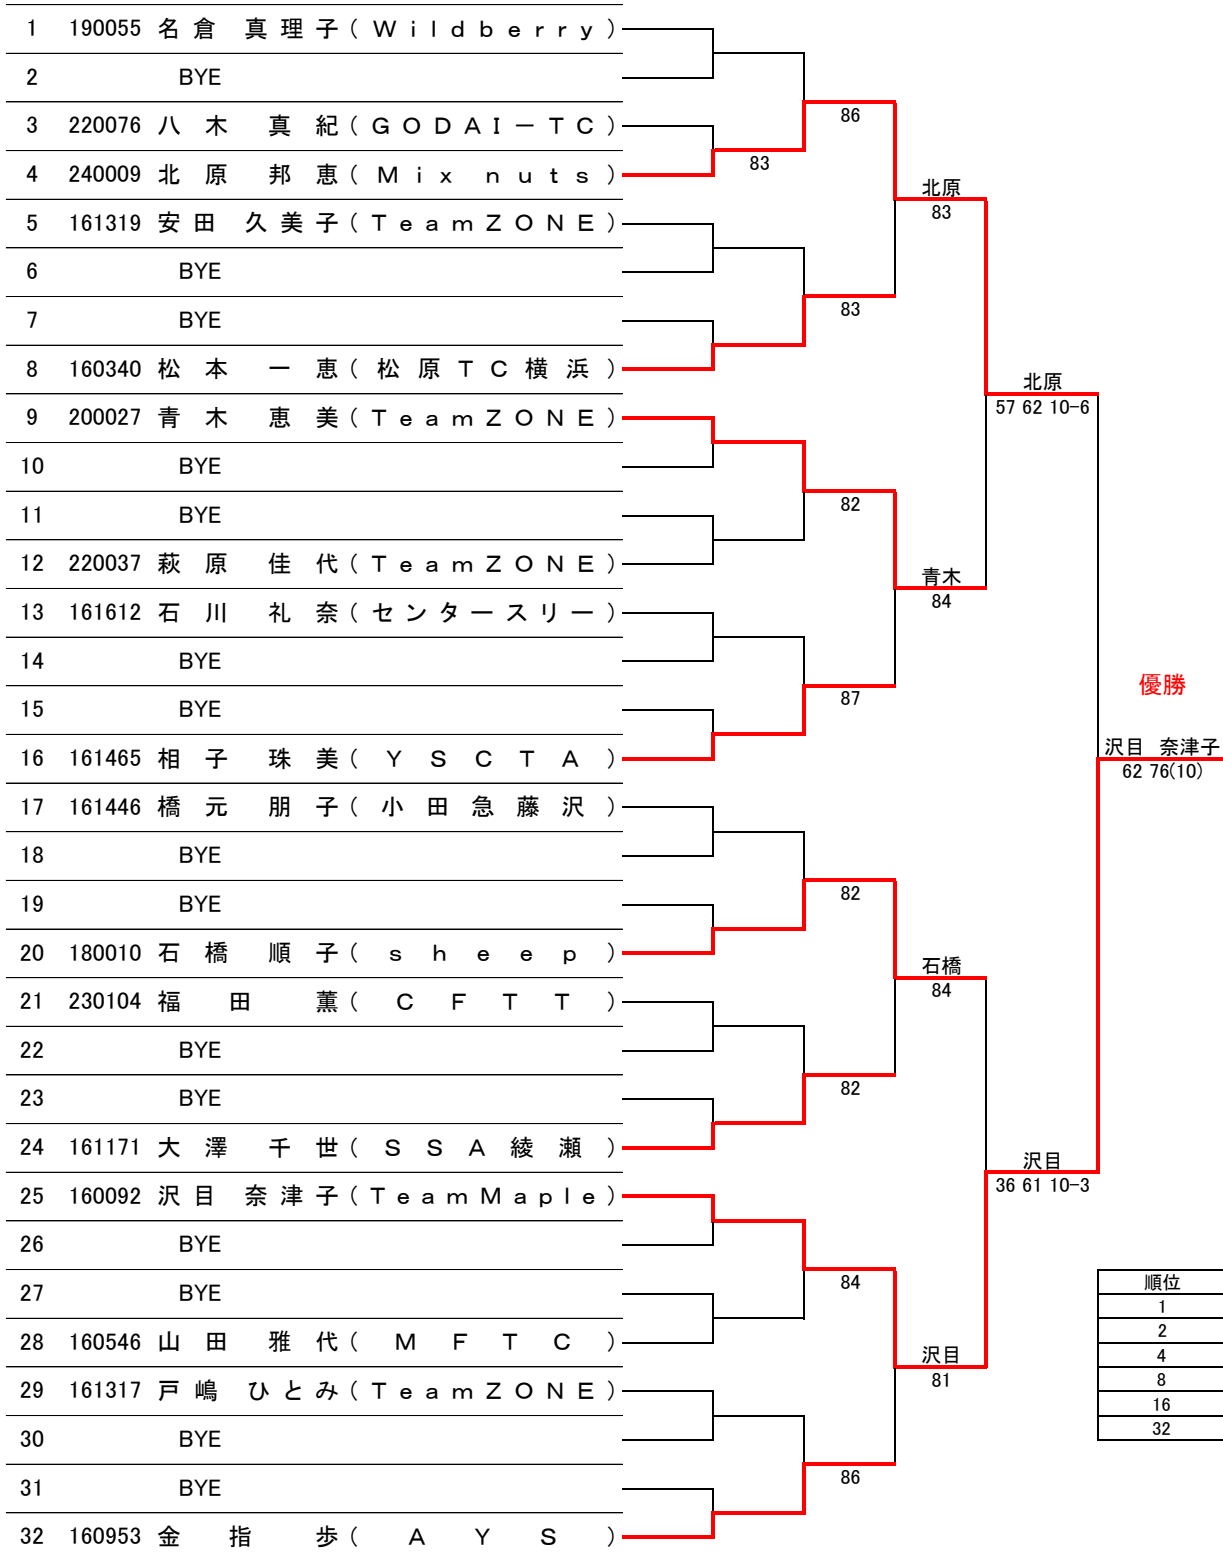 1 190055 名倉 真理子(Wildberry)
2 BYE
86
3 220076 八木 真紀(GODAI－TC)
83
4 240009 北原 邦恵(Mix nuts)
北原
83
5 161319 安田 久美子(TeamZONE)
6 BYE
83
7 BYE
8 160340 松本 一恵(松原TC横浜)
北原
57 62 10-6
9 200027 青木 恵美(TeamZONE)
10 BYE
82
11 BYE
12 220037 萩原 佳代(TeamZONE)
青木
84
13 161612 石川 礼奈(センタースリー)
14 BYE
優勝
87
15 BYE
沢目 奈津子
62 76(10)
16 161465 相子 珠美(YSCTA)
17 161446 橋元 朋子(小田急藤沢)
18 BYE
82
19 BYE
20 180010 石橋 順子(sheep)
石橋
84
21 230104 福田 薫(CFTT)
22 BYE
82
23 BYE
24 161171 大澤 千世(SSA綾瀬)
沢目
36 61 10-3
25 160092 沢目 奈津子(TeamMaple)
26 BYE
84
27 BYE
28 160546 山田 雅代(MFTC)
沢目
81
29 161317 戸嶋 ひとみ(TeamZONE)
30 BYE
86
31 BYE
32 160953 金指 歩(AYS)
順位
1
2
4
8
16
32